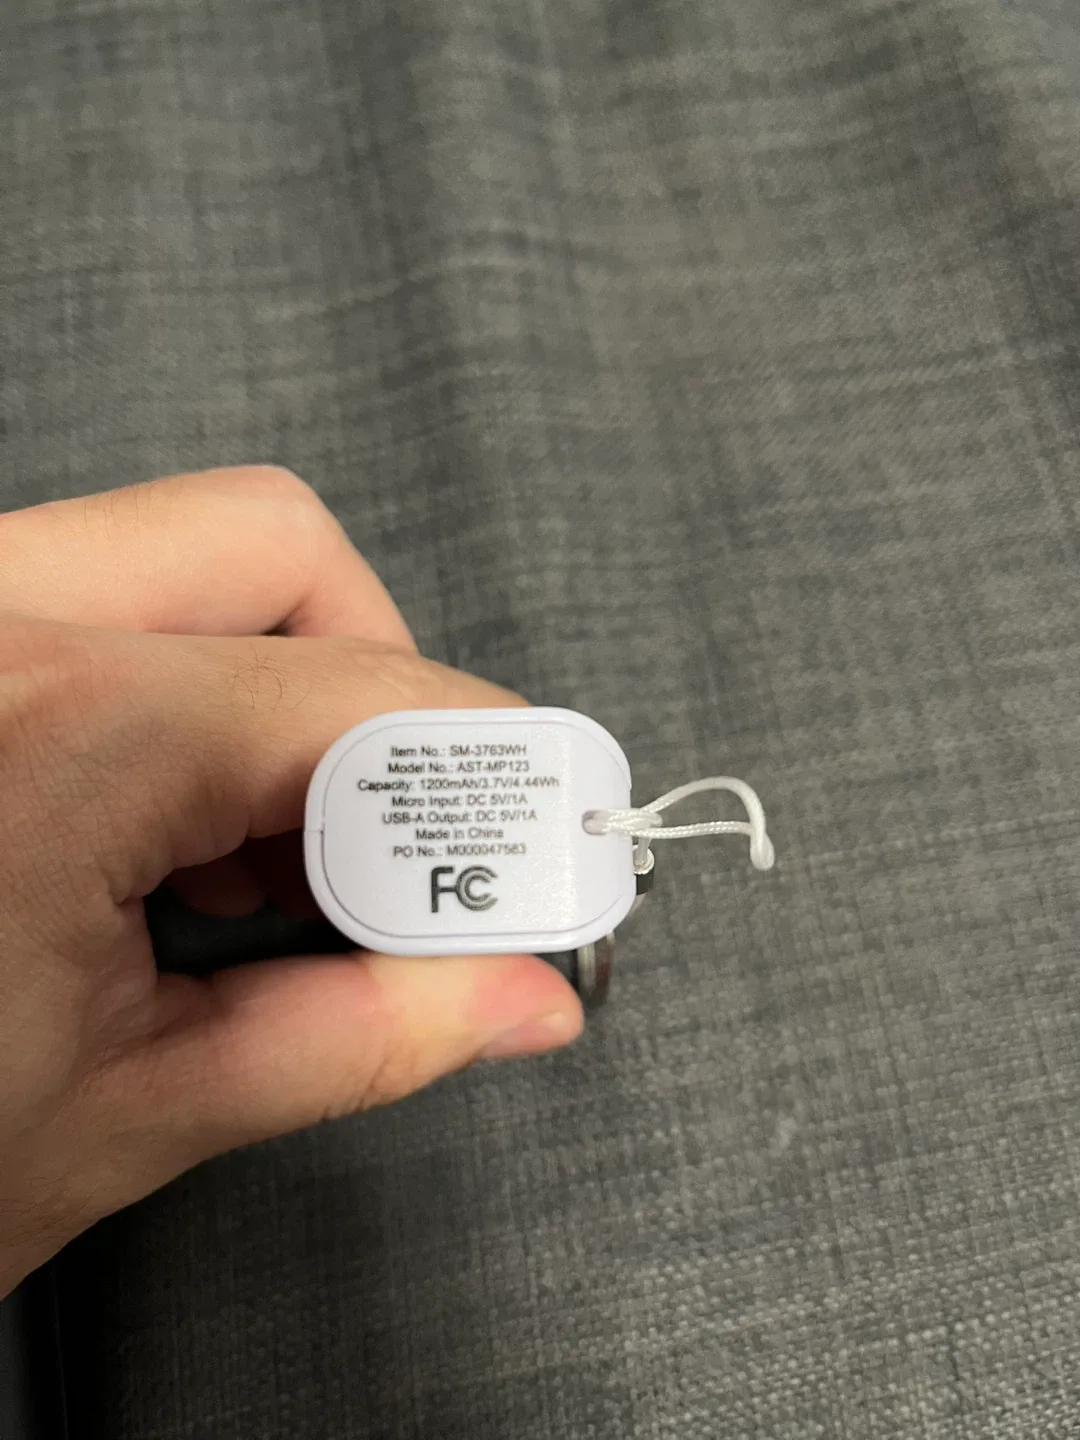 Item No.: SM-3763WH
Model No.: AST-MP123
Capacity: 1200mAh/3.7V/4.44Wh
Micro Input: DC 5V/1A
USB-A Output: DC 5V/1A
Made in China
PO No.: M000047583
FC